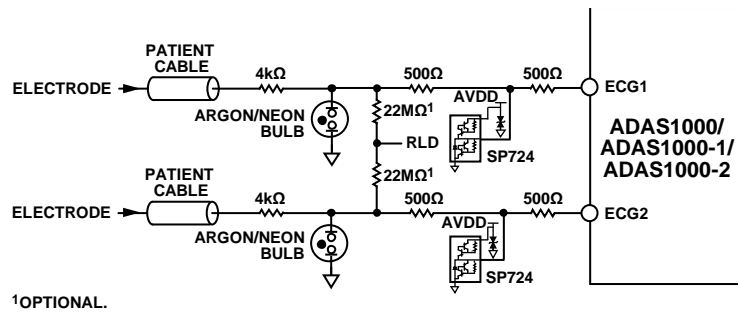 PATIENT
CABLE
4kΩ
500Ω
500Ω
ELECTRODE
ECG1
AVDD
ARGON/NEON
BULB
22MΩ¹
SP724
RLD
ADAS1000/
ADAS1000-1/
ADAS1000-2
PATIENT
CABLE
22MΩ¹
4kΩ
500Ω
500Ω
ELECTRODE
ECG2
AVDD
ARGON/NEON
BULB
SP724
¹OPTIONAL.